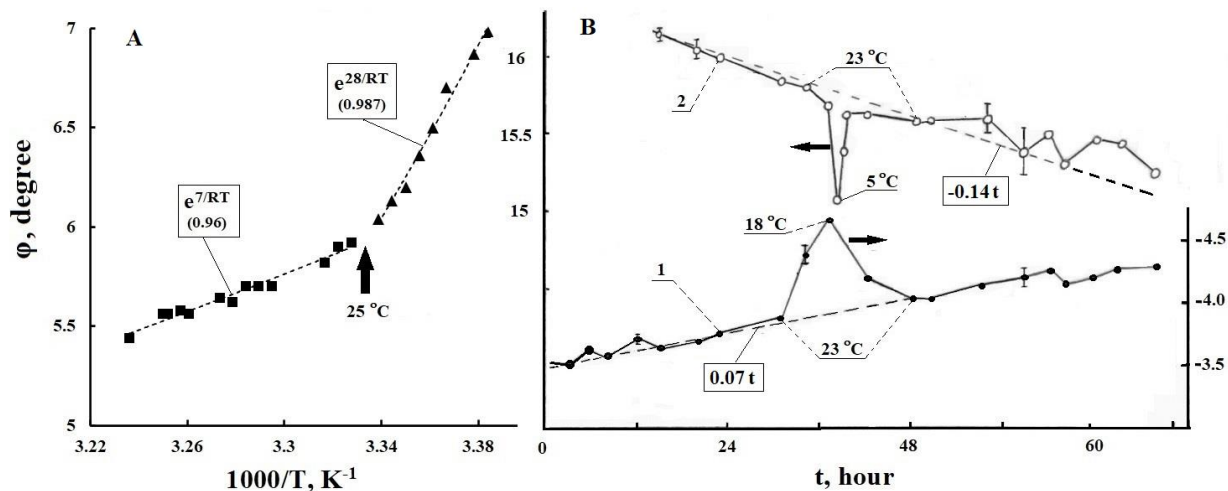 A
φ, degree
7
6.5
6
5.5
5
e28/RT
(0.987)
e7/RT
(0.96)
25 °C
3.22
3.26
3.3
3.34
3.38
1000/T, K-1
B
16
15.5
15
2
23 °C
5 °C
-0.14 t
18 °C
1
23 °C
0.07 t
-4.5
-4.0
-3.5
0
24
36
48
60
t, hour